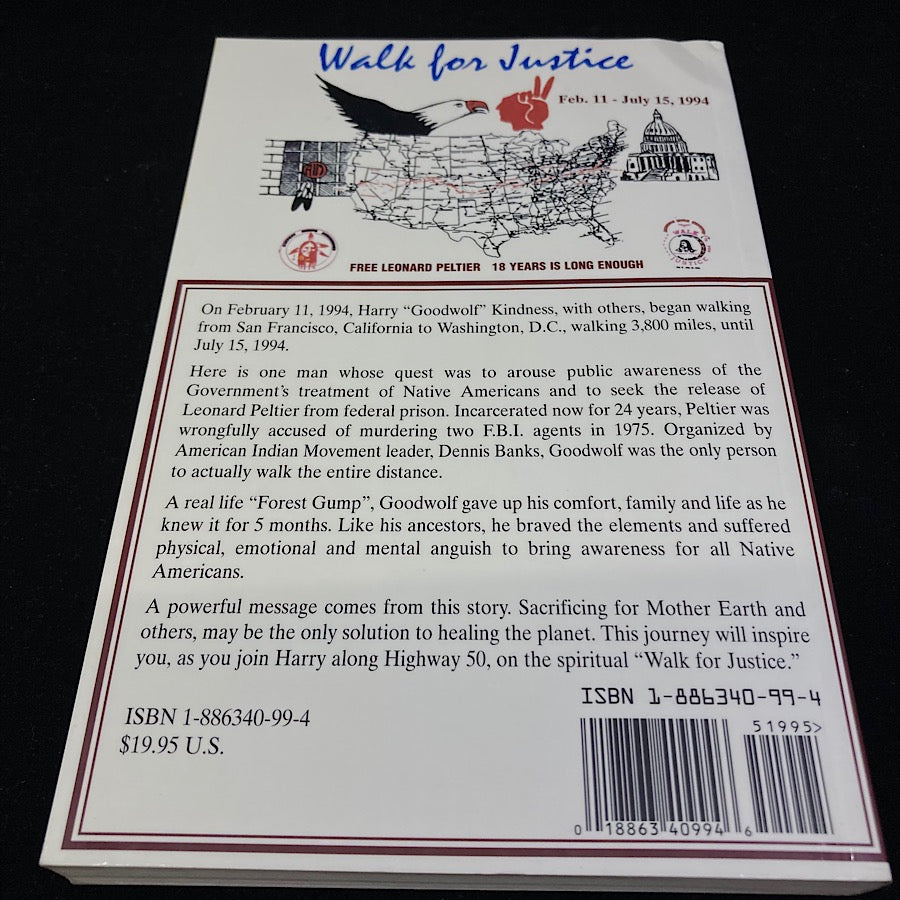 Walk for Justice
Feb. 11 - July 15, 1994
FREE LEONARD PELTIER 18 YEARS IS LONG ENOUGH
WALK
JUSTICE
On February 11, 1994, Harry “Goodwolf” Kindness, with others, began walking
from San Francisco, California to Washington, D.C., walking 3,800 miles, until
July 15, 1994.
Here is one man whose quest was to arouse public awareness of the
Government's treatment of Native Americans and to seek the release of
Leonard Peltier from federal prison. Incarcerated now for 24 years, Peltier was
wrongfully accused of murdering two F.B.I. agents in 1975. Organized by
American Indian Movement leader, Dennis Banks, Goodwolf was the only person
to actually walk the entire distance.
A real life “Forest Gump”, Goodwolf gave up his comfort, family and life as he
knew it for 5 months. Like his ancestors, he braved the elements and suffered
physical, emotional and mental anguish to bring awareness for all Native
Americans.
A powerful message comes from this story. Sacrificing for Mother Earth and
others, may be the only solution to healing the planet. This journey will inspire
you, as you join Harry along Highway 50, on the spiritual “Walk for Justice.”
ISBN 1-886340-99-4
$19.95 U.S.
ISBN 1-886340-99-4
51995>
0 18863 40994 6